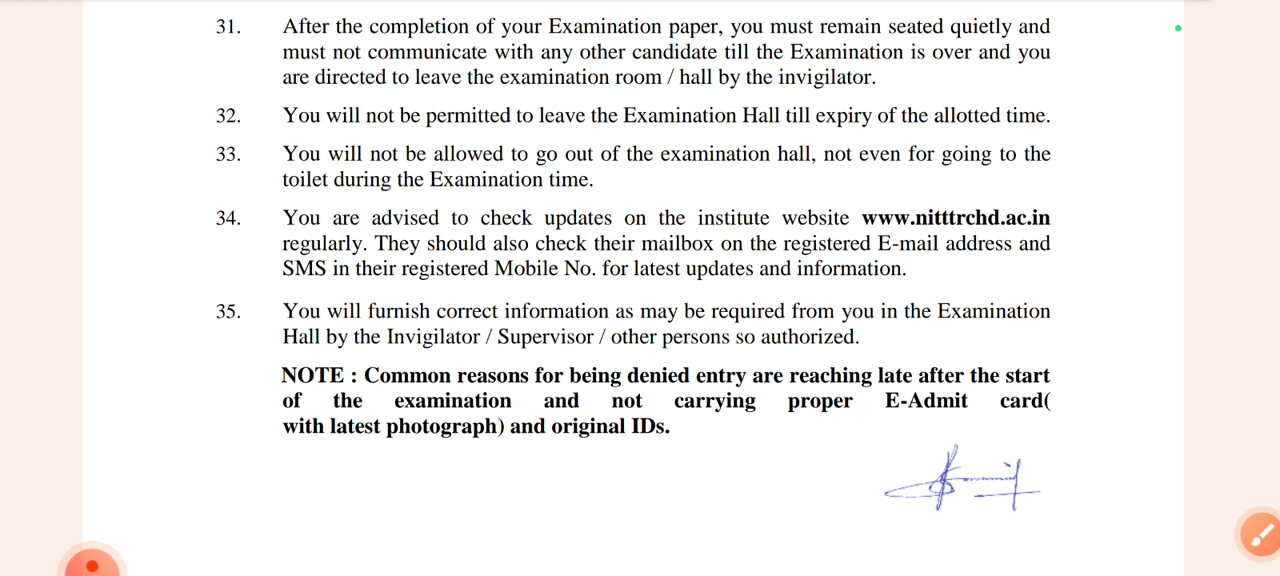 31. After the completion of your Examination paper, you must remain seated quietly and
must not communicate with any other candidate till the Examination is over and you
are directed to leave the examination room / hall by the invigilator.
32. You will not be permitted to leave the Examination Hall till expiry of the allotted time.
33. You will not be allowed to go out of the examination hall, not even for going to the
toilet during the Examination time.
34. You are advised to check updates on the institute website www.nitttrchd.ac.in
regularly. They should also check their mailbox on the registered E-mail address and
SMS in their registered Mobile No. for latest updates and information.
35. You will furnish correct information as may be required from you in the Examination
Hall by the Invigilator / Supervisor / other persons so authorized.
NOTE : Common reasons for being denied entry are reaching late after the start
of the examination and not carrying proper E-Admit card(
with latest photograph) and original IDs.